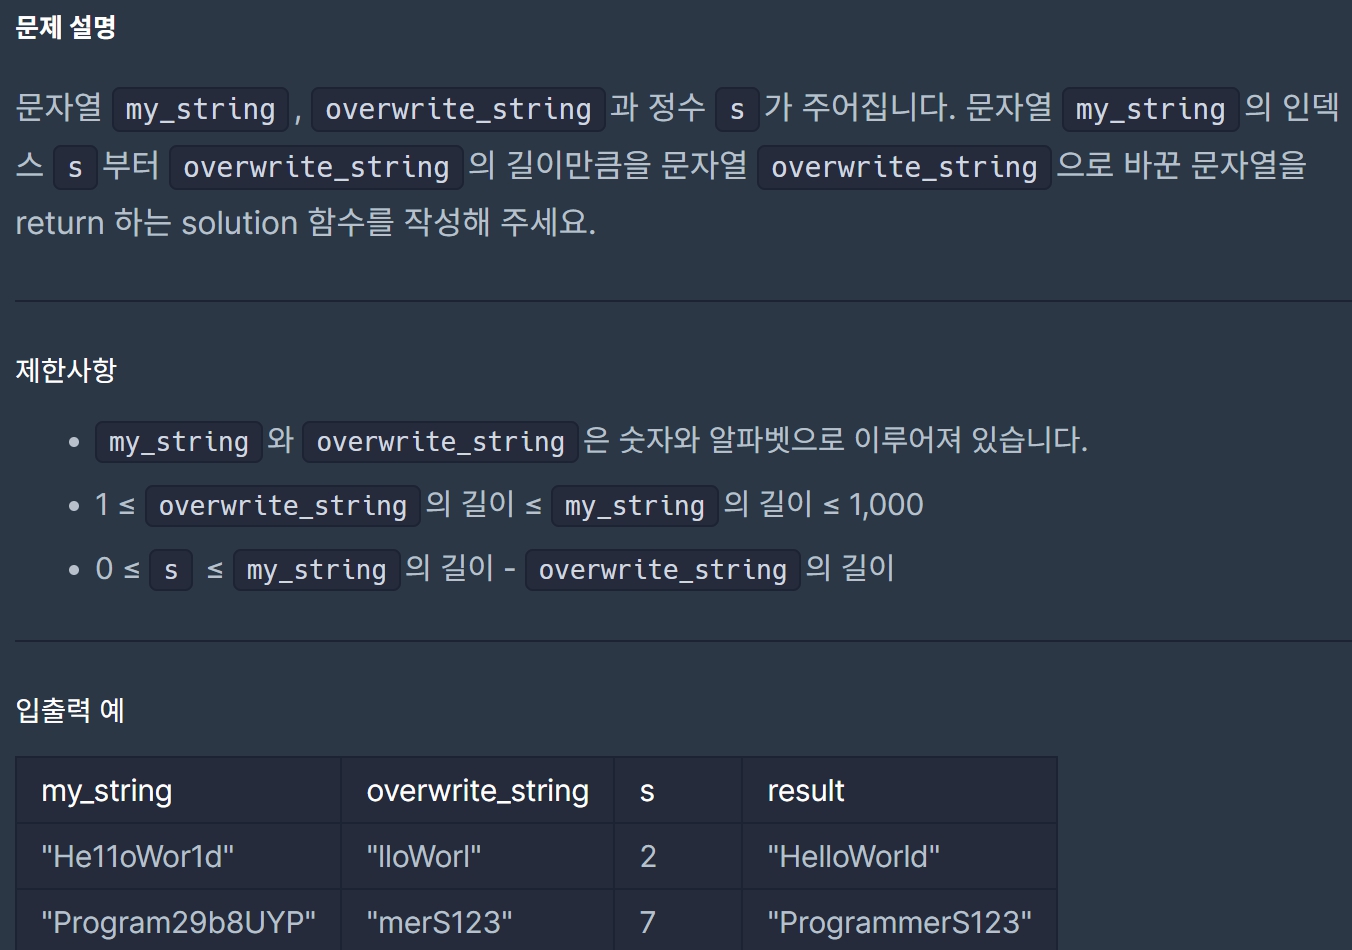 문제 설명
문자열 my_string, overwrite_string과 정수 s가 주어집니다. 문자열 my_string의 인덱
스 s부터 overwrite_string의 길이만큼을 문자열 overwrite_string으로 바꾼 문자열을
return 하는 solution 함수를 작성해 주세요.
제한사항
• my_string와 overwrite_string은 숫자와 알파벳으로 이루어져 있습니다.
• 1 ≤ overwrite_string의 길이 ≤ my_string의 길이 ≤ 1,000
• 0 ≤ s ≤ my_string의 길이 - overwrite_string의 길이
입출력 예
my_string overwrite_string s result
"He11oWor1d" "lloWorl" 2 "HelloWorld"
"Program29b8UYP" "merS123" 7 "ProgrammerS123"